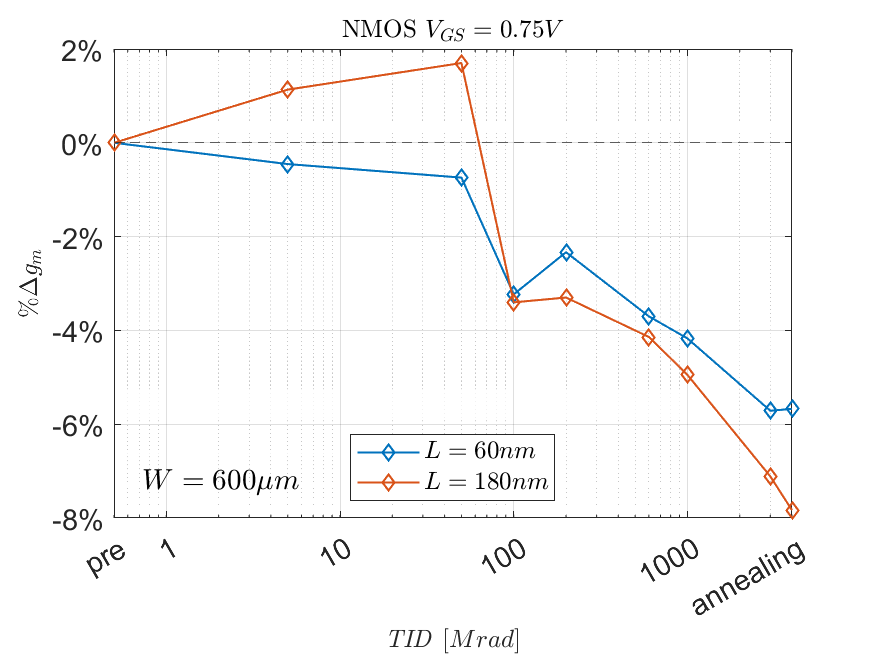 NMOS V_GS = 0.75V
2%
0%
-2%
-4%
-6%
-8%
%Δg_m
W = 600μm
L = 60nm
L = 180nm
pre
1
10
100
1000
annealing
TID [Mrad]